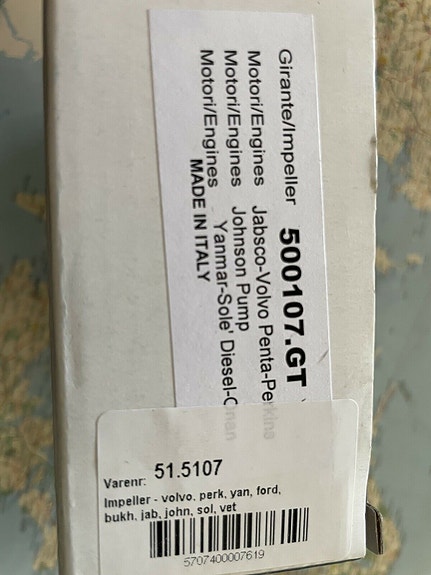 Girante/Impeller 500107.GT
Motori/Engines Jabsco-Volvo Penta-Perkins
Motori/Engines Johnson Pump
Motori/Engines Yanmar-Sole' Diesel-Onan
MADE IN ITALY
Varenr: 51.5107
Impeller - volvo, perk, yan, ford,
bukh, jab, john, sol, vet
5707400007619